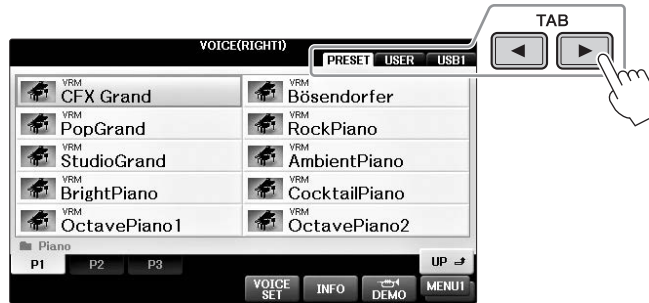 TAB
VOICE(RIGHT1)
PRESET USER USB1
VRM VRM
CFX Grand Bösendorfer
VRM VRM
PopGrand RockPiano
VRM VRM
StudioGrand AmbientPiano
VRM VRM
BrightPiano CocktailPiano
VRM VRM
OctavePiano1 OctavePiano2
Piano
P1 P2 P3 UP
VOICE SET INFO DEMO MENU1